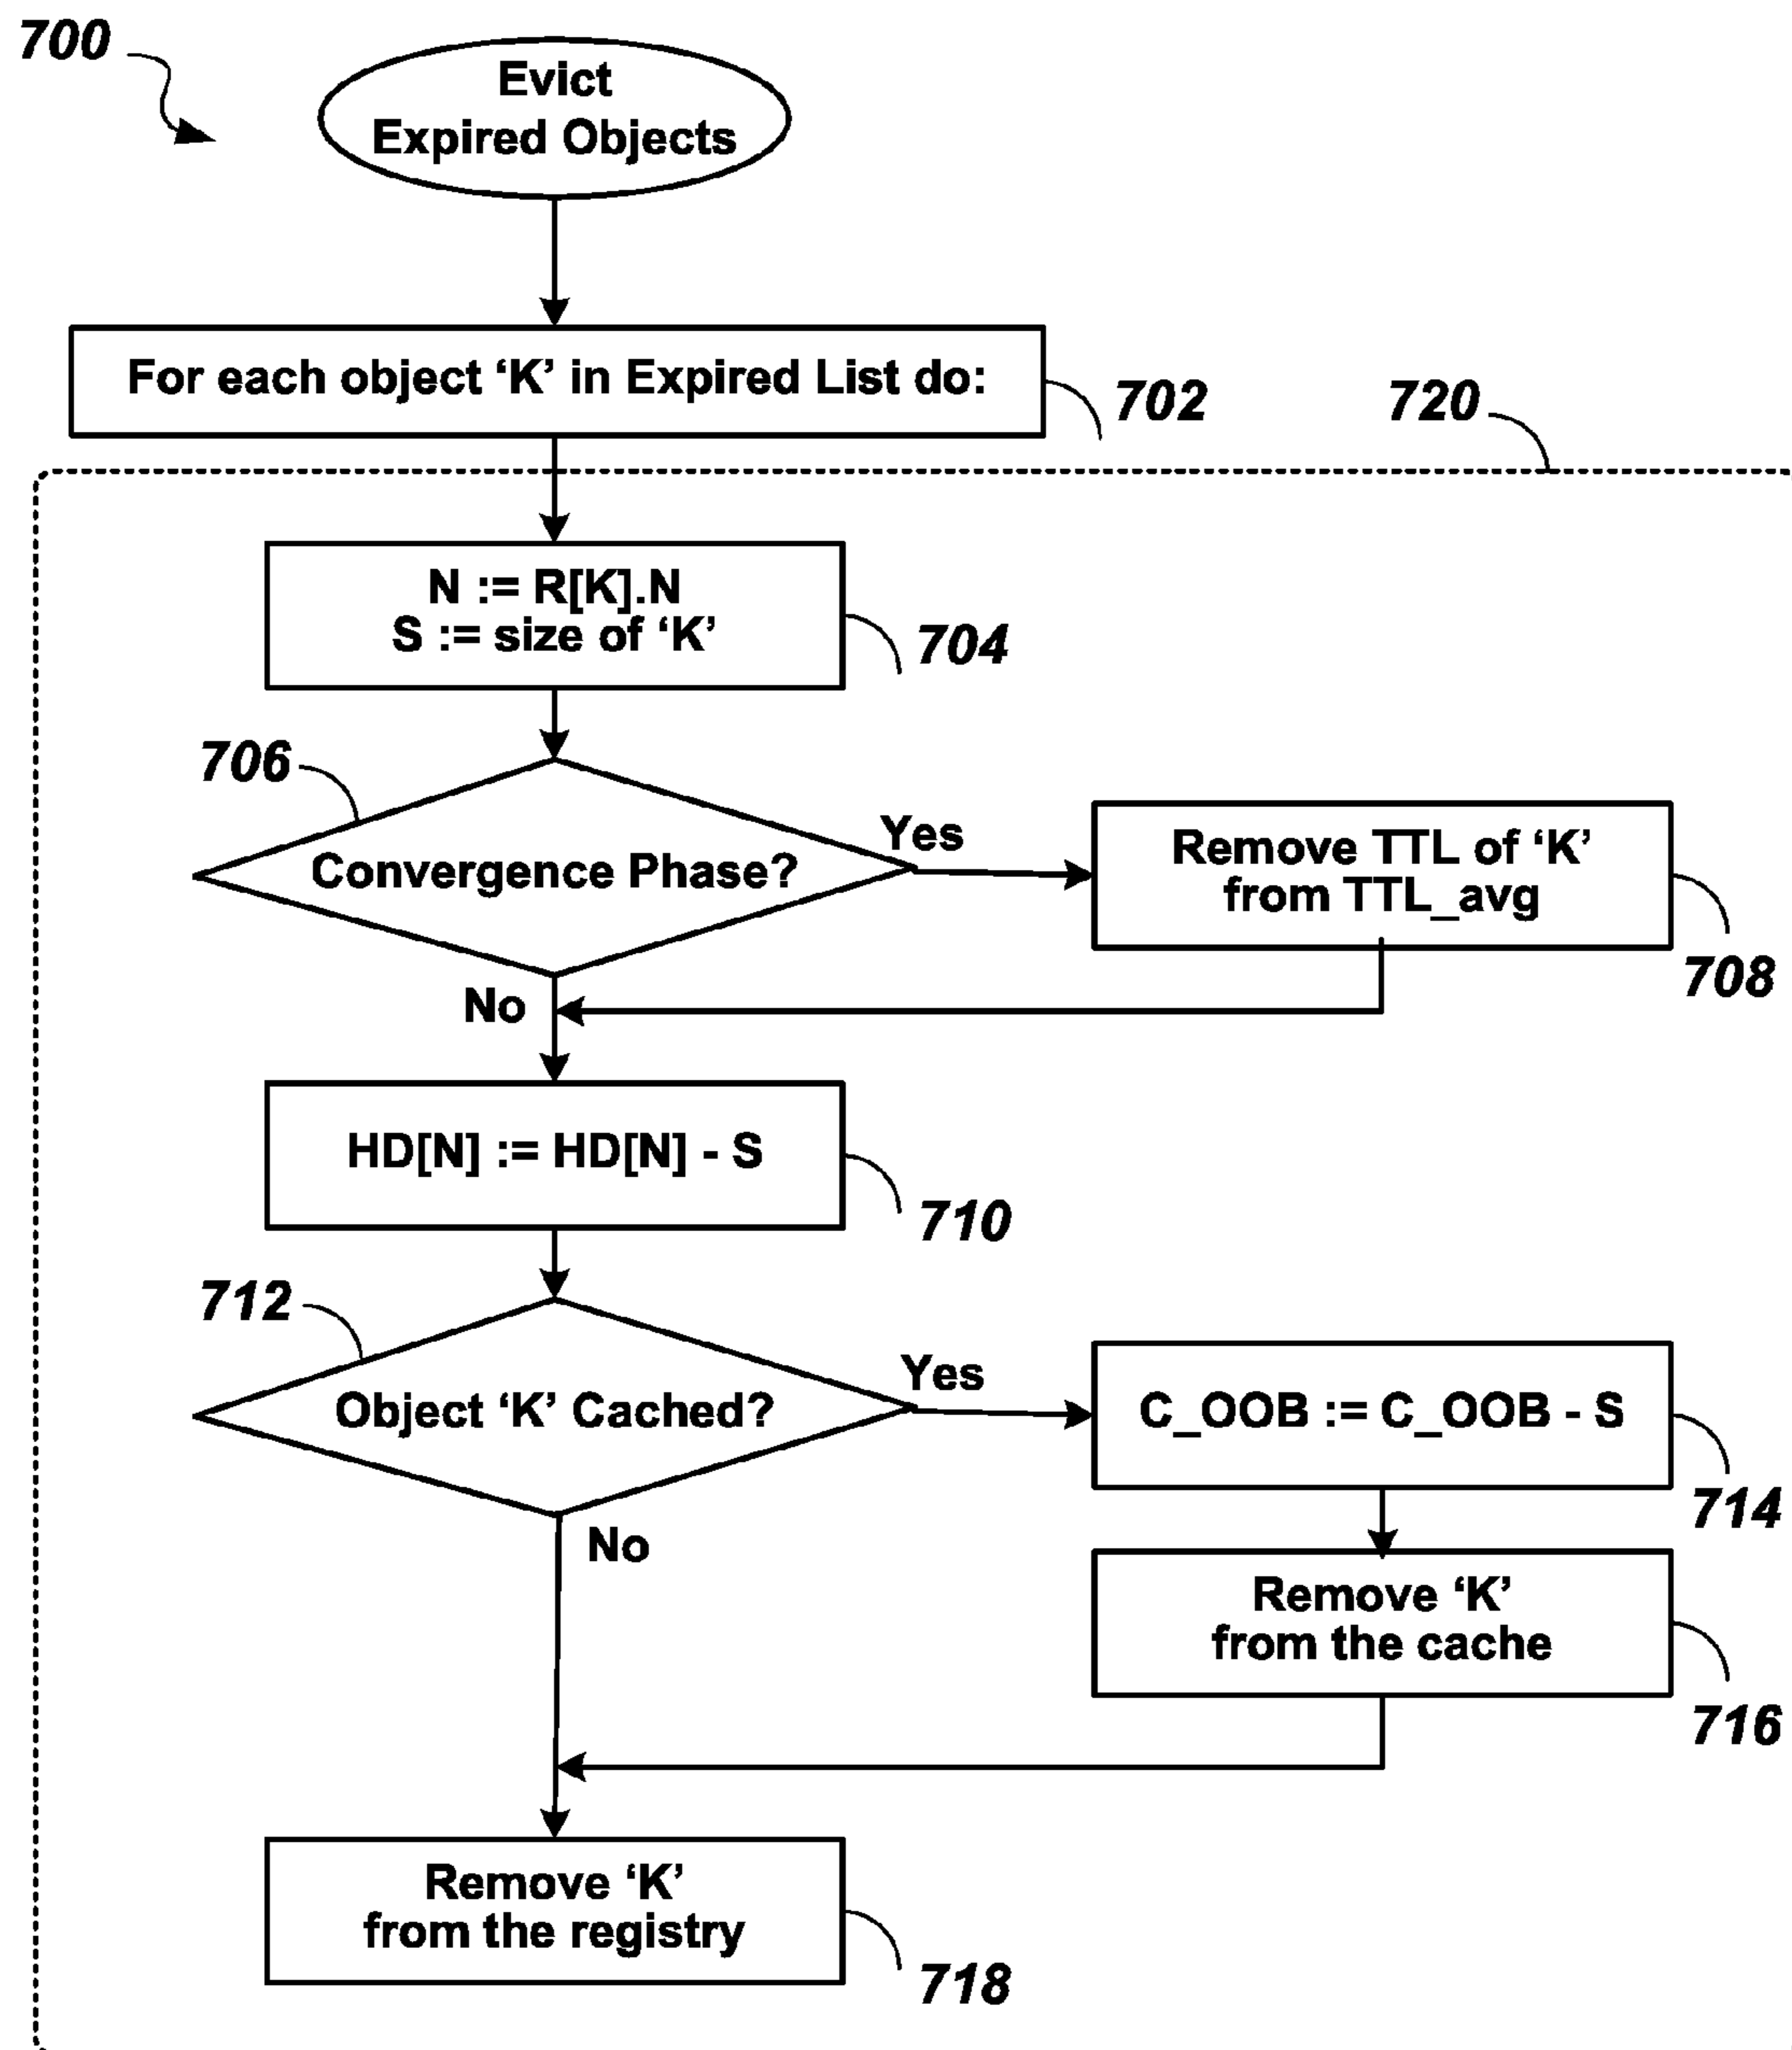 700
Evict
Expired Objects
For each object ‘K’ in Expired List do:
702
720
N := R[K].N
S := size of ‘K’
704
706
Convergence Phase?
Yes
Remove TTL of ‘K’
from TTL_avg
708
No
HD[N] := HD[N] - S
710
712
Object ‘K’ Cached?
Yes
C_OOB := C_OOB - S
714
No
Remove ‘K’
from the cache
716
Remove ‘K’
from the registry
718